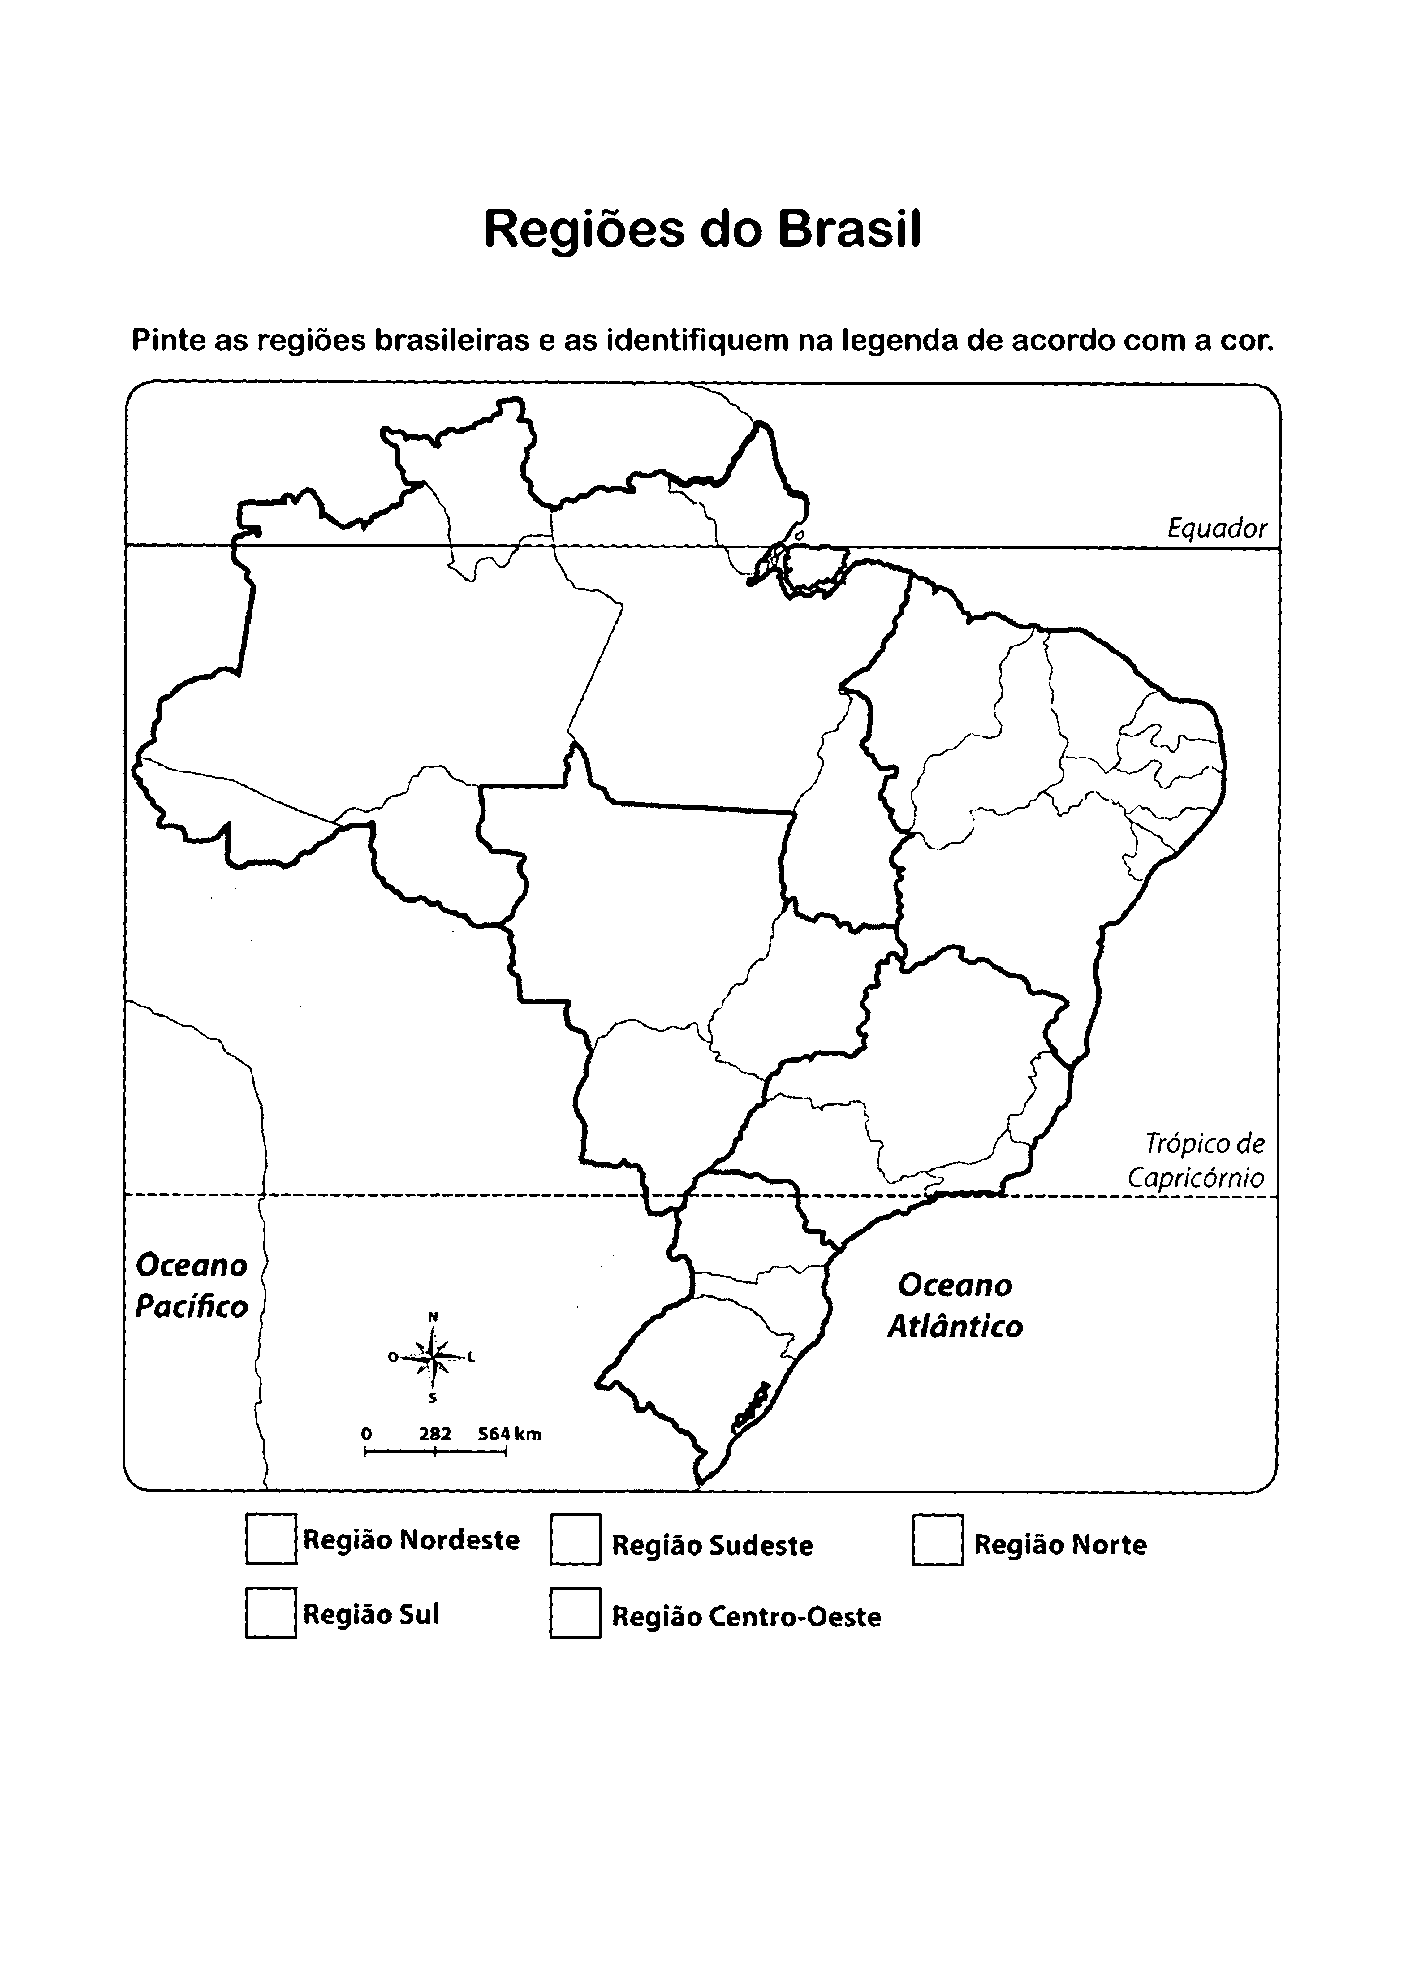 Regiões do Brasil
Pinte as regiões brasileiras e as identifiquem na legenda de acordo com a cor.
Equador
Trópico de
Capricórnio
Oceano
Pacífico
Oceano
Atlântico
N
O L
S
0 282 564 km
Região Nordeste Região Sudeste Região Norte
Região Sul Região Centro-Oeste